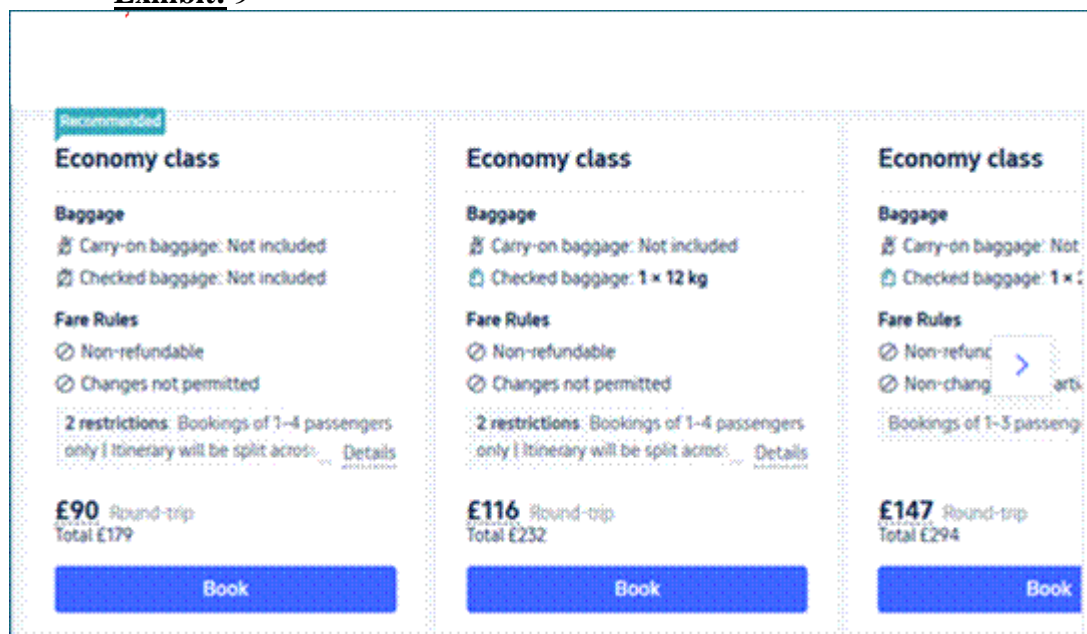 Exhibit: 9
Recommended
Economy class
Baggage
Carry-on baggage: Not included
Checked baggage: Not included
Fare Rules
Non-refundable
Changes not permitted
2 restrictions Bookings of 1-4 passengers
only | Itinerary will be split across
Details
£90 Round-trip
Total £179
Book
Economy class
Baggage
Carry-on baggage: Not included
Checked baggage: 1 × 12 kg
Fare Rules
Non-refundable
Changes not permitted
2 restrictions Bookings of 1-4 passengers
only | Itinerary will be split across
Details
£116 Round-trip
Total £232
Book
Economy class
Baggage
Carry-on baggage: Not
Checked baggage: 1 ×
Fare Rules
Non-refund
Non-chang
Bookings of 1-3 passeng
£147 Round-trip
Total £294
Book